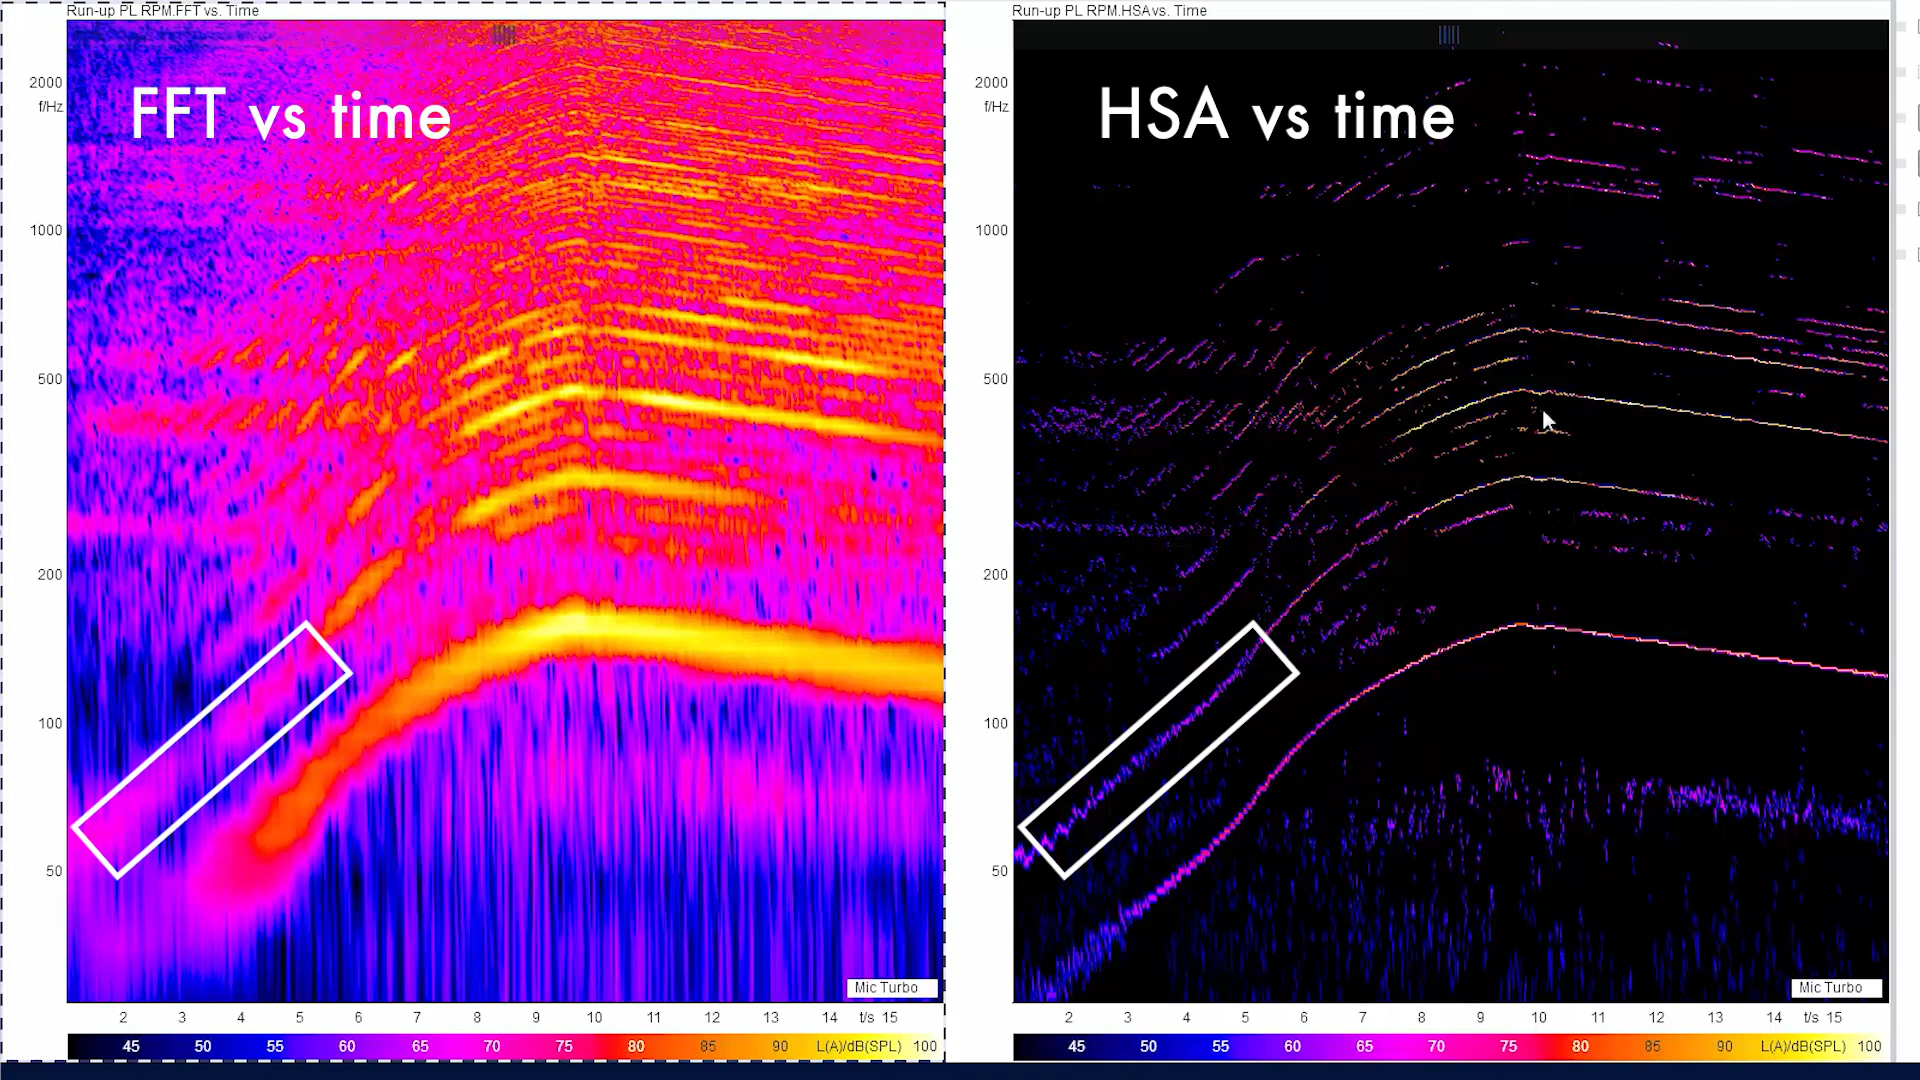 Run-up PL RPM.FFT vs. Time
FFT vs time
2000
f/Hz
1000
500
200
100
50
Mic Turbo
2 3 4 5 6 7 8 9 10 11 12 13 14 t/s 15
45 50 55 60 65 70 75 80 85 90 L(A)/dB(SPL) 100
Run-up PL RPM.HSA vs. Time
HSA vs time
2000
f/Hz
1000
500
200
100
50
Mic Turbo
2 3 4 5 6 7 8 9 10 11 12 13 14 t/s 15
45 50 55 60 65 70 75 80 85 90 L(A)/dB(SPL) 100